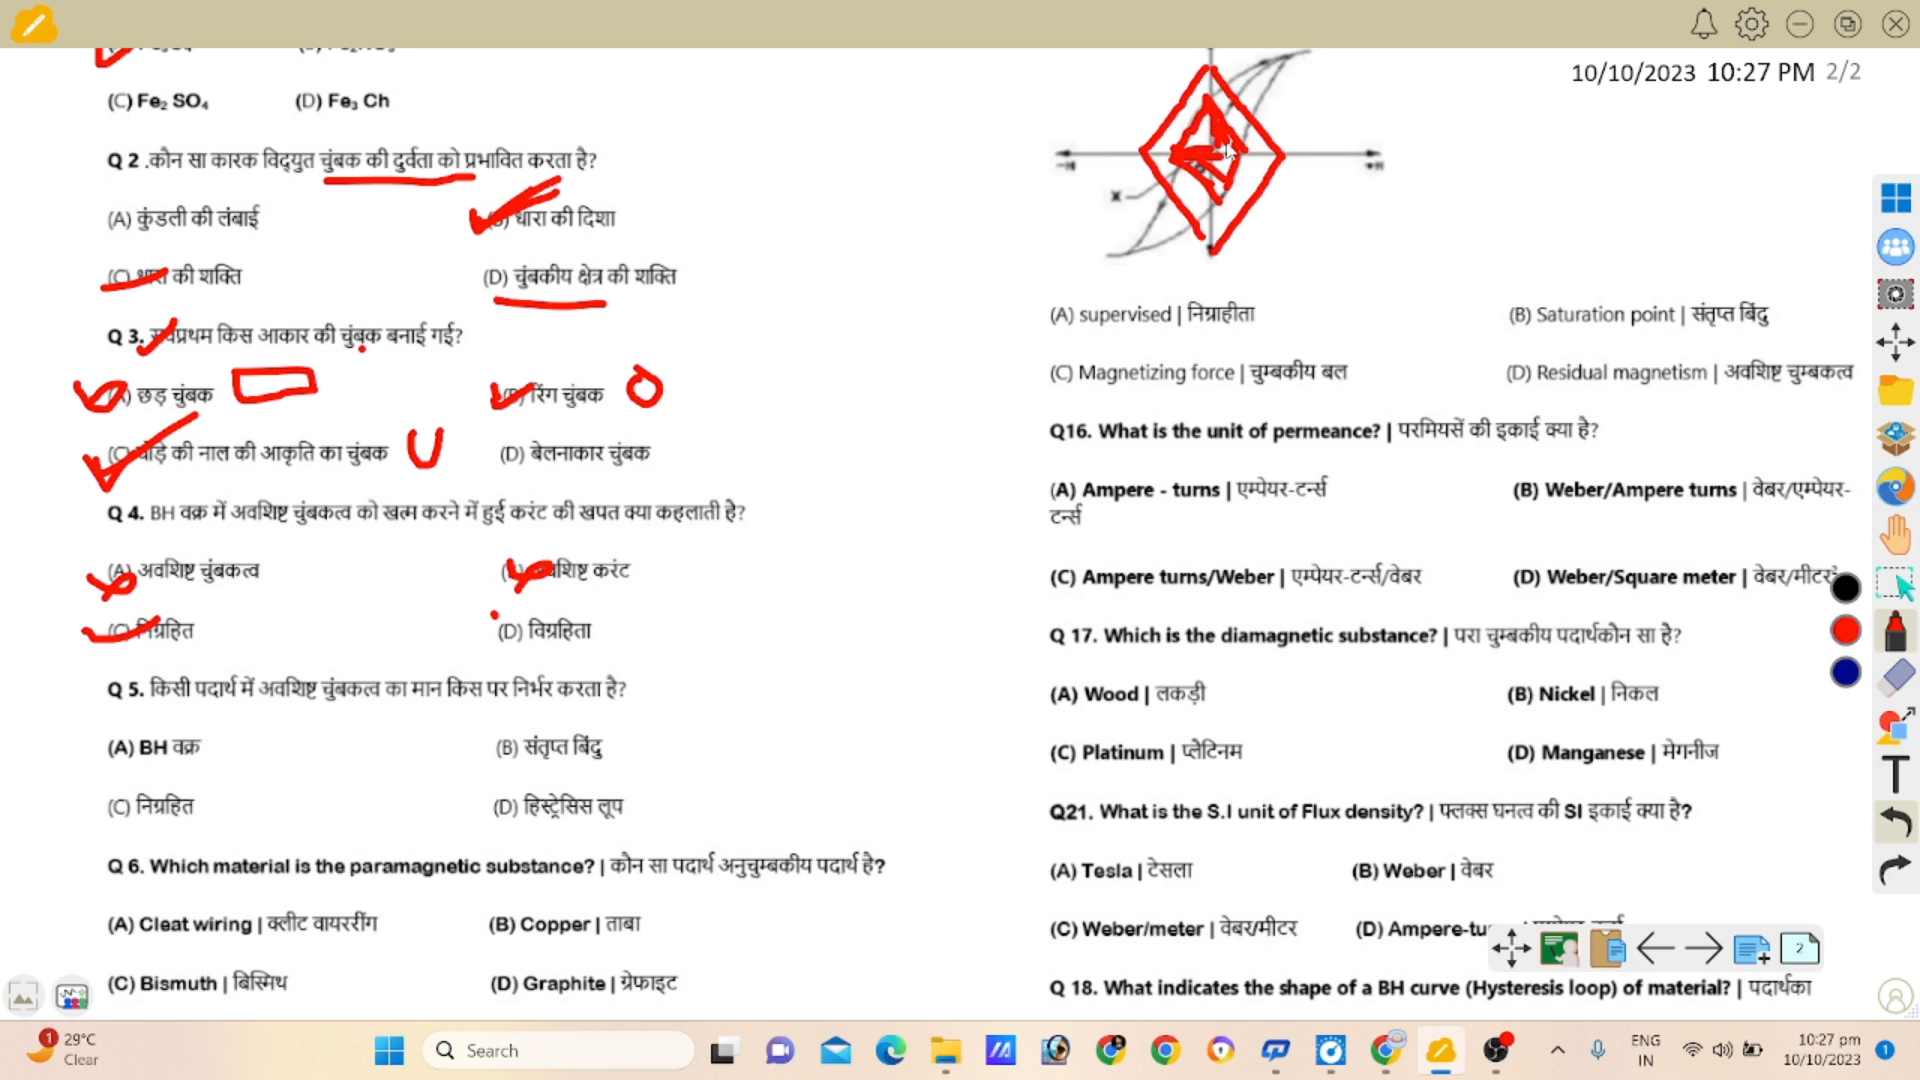 10/10/2023 10:27 PM 2/2
(C) Fe₂ SO₄ (D) Fe₃ Ch
Q 2 .कौन सा कारक विद्युत चुंबक की दुर्वता को प्रभावित करता है?
(A) कुंडली की लंबाई धारा की दिशा
की शक्ति (D) चुंबकीय क्षेत्र की शक्ति
Q 3. किस आकार की चुंबक बनाई गई?
छड़ चुंबक रिंग चुंबक
की नाल की आकृति का चुंबक (D) बेलनाकार चुंबक
Q 4. BH वक्र में अवशिष्ट चुंबकत्व को खत्म करने में हुई करंट की खपत क्या कहलाती है?
(A) अवशिष्ट चुंबकत्व करंट
निग्रहित (D) विग्रहिता
Q 5. किसी पदार्थ में अवशिष्ट चुंबकत्व का मान किस पर निर्भर करता है?
(A) BH वक्र (B) संतृप्त बिंदु
(C) निग्रहित (D) हिस्ट्रेसिस लूप
Q 6. Which material is the paramagnetic substance? | कौन सा पदार्थ अनुचुम्बकीय पदार्थ है?
(A) Cleat wiring | क्लीट वायररींग (B) Copper | ताबा
(C) Bismuth | बिस्मिथ (D) Graphite | ग्रेफाइट
-H +H
X
(A) supervised | निग्राहीता (B) Saturation point | संतृप्त बिंदु
(C) Magnetizing force | चुम्बकीय बल (D) Residual magnetism | अवशिष्ट चुम्बकत्व
Q16. What is the unit of permeance? | परमियसें की इकाई क्या है?
(A) Ampere - turns | एम्पेयर-टर्न्स (B) Weber/Ampere turns | वेबर/एम्पेयर-
टर्न्स
(C) Ampere turns/Weber | एम्पेयर-टर्न्स/वेबर (D) Weber/Square meter | वेबर/मीटर²
Q 17. Which is the diamagnetic substance? | परा चुम्बकीय पदार्थकौन सा है?
(A) Wood | लकड़ी (B) Nickel | निकल
(C) Platinum | प्लैटिनम (D) Manganese | मेगनीज
Q21. What is the S.I unit of Flux density? | फ्लक्स घनत्व की SI इकाई क्या है?
(A) Tesla | टेसला (B) Weber | वेबर
(C) Weber/meter | वेबर/मीटर (D) Ampere-tu
Q 18. What indicates the shape of a BH curve (Hysteresis loop) of material? | पदार्थका
2
1
29°C
Clear
Search
ENG
IN
10:27 pm
10/10/2023
1